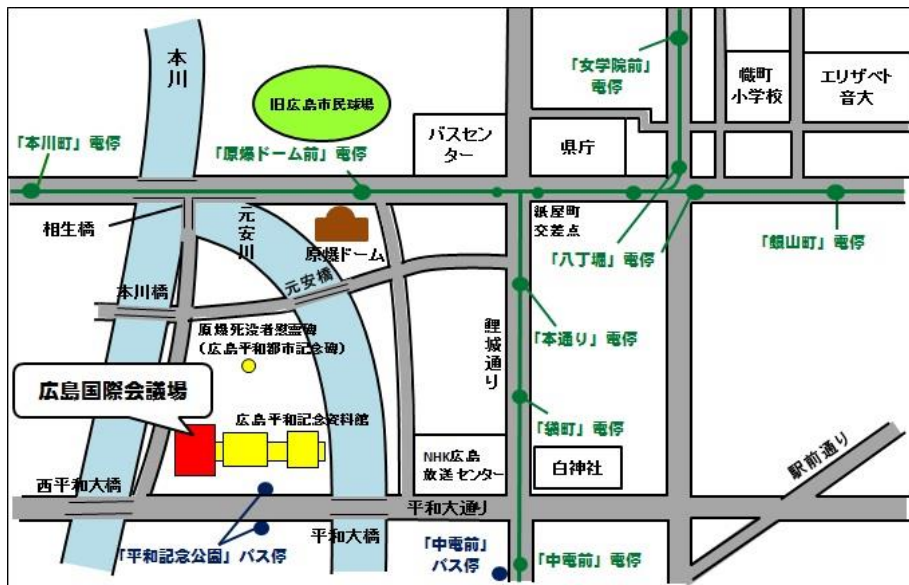 本川
「女学院前」
電停
幟町
小学校
エリザベト
音大
旧広島市民球場
バスセン
ター
県庁
「本川町」電停
「原爆ドーム前」電停
相生橋
元安川
原爆ドーム
紙屋町
交差点
「八丁堀」電停
「銀山町」電停
本川橋
元安橋
原爆死没者慰霊碑
(広島平和都市記念碑)
鯉城通り
「本通り」電停
広島国際会議場
広島平和記念資料館
「袋町」電停
NHK広島
放送センター
白神社
駅前通り
西平和大橋
平和大通り
「平和記念公園」バス停
平和大橋
「中電前」
バス停
「中電前」電停